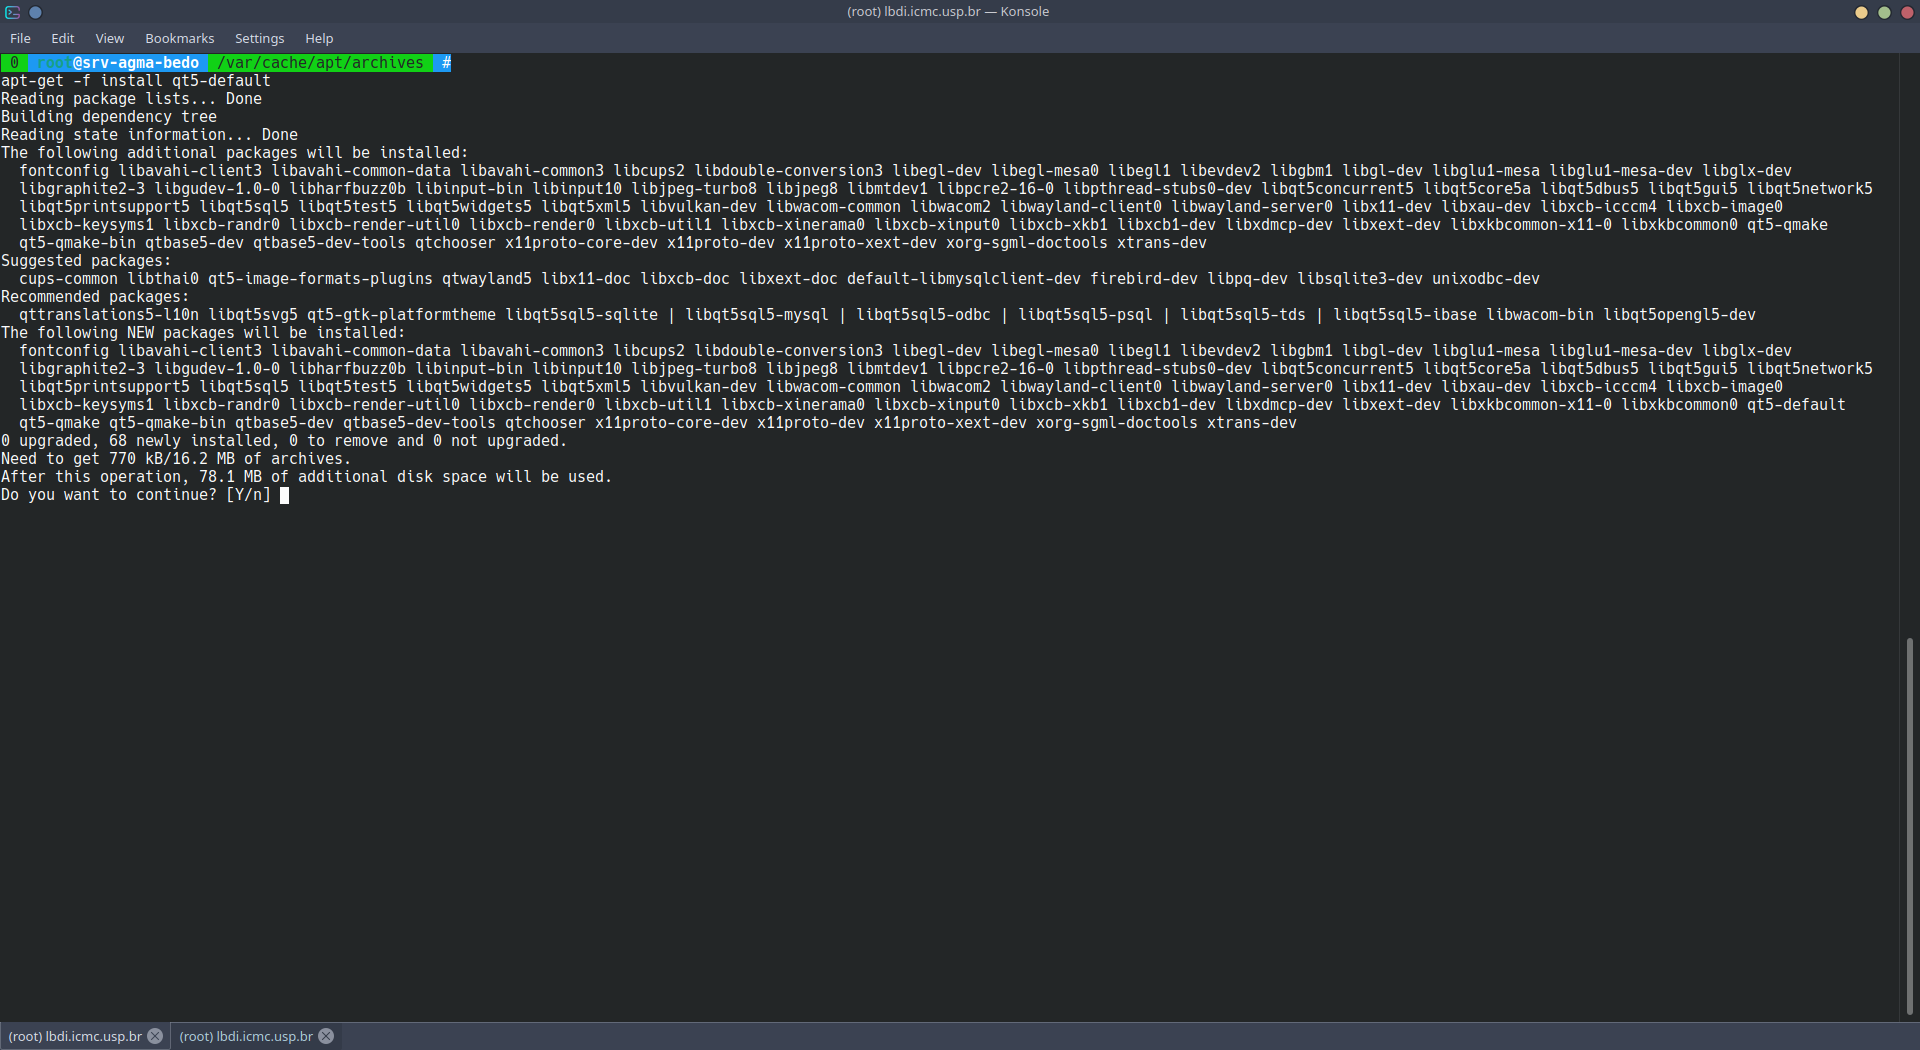 (root) lbdi.icmc.usp.br — Konsole
File Edit View Bookmarks Settings Help
0 root@srv-agma-bedo /var/cache/apt/archives #
apt-get -f install qt5-default
Reading package lists... Done
Building dependency tree
Reading state information... Done
The following additional packages will be installed:
fontconfig libavahi-client3 libavahi-common-data libavahi-common3 libcups2 libdouble-conversion3 libegl-dev libegl-mesa0 libegl1 libevdev2 libgbm1 libgl-dev libglu1-mesa libglu1-mesa-dev libglx-dev
libgraphite2-3 libgudev-1.0-0 libharfbuzz0b libinput-bin libinput10 libjpeg-turbo8 libjpeg8 libmtdev1 libpcre2-16-0 libpthread-stubs0-dev libqt5concurrent5 libqt5core5a libqt5dbus5 libqt5gui5 libqt5network5
libqt5printsupport5 libqt5sql5 libqt5test5 libqt5widgets5 libqt5xml5 libvulkan-dev libwacom-common libwacom2 libwayland-client0 libwayland-server0 libx11-dev libxau-dev libxcb-icccm4 libxcb-image0
libxcb-keysyms1 libxcb-randr0 libxcb-render-util0 libxcb-render0 libxcb-util1 libxcb-xinerama0 libxcb-xinput0 libxcb-xkb1 libxcb1-dev libxdmcp-dev libxext-dev libxkbcommon-x11-0 libxkbcommon0 qt5-qmake
qt5-qmake-bin qtbase5-dev qtbase5-dev-tools qtchooser x11proto-core-dev x11proto-dev x11proto-xext-dev xorg-sgml-doctools xtrans-dev
Suggested packages:
cups-common libthai0 qt5-image-formats-plugins qtwayland5 libx11-doc libxcb-doc libxext-doc default-libmysqlclient-dev firebird-dev libpq-dev libsqlite3-dev unixodbc-dev
Recommended packages:
qttranslations5-l10n libqt5svg5 qt5-gtk-platformtheme libqt5sql5-sqlite | libqt5sql5-mysql | libqt5sql5-odbc | libqt5sql5-psql | libqt5sql5-tds | libqt5sql5-ibase libwacom-bin libqt5opengl5-dev
The following NEW packages will be installed:
fontconfig libavahi-client3 libavahi-common-data libavahi-common3 libcups2 libdouble-conversion3 libegl-dev libegl-mesa0 libegl1 libevdev2 libgbm1 libgl-dev libglu1-mesa libglu1-mesa-dev libglx-dev
libgraphite2-3 libgudev-1.0-0 libharfbuzz0b libinput-bin libinput10 libjpeg-turbo8 libjpeg8 libmtdev1 libpcre2-16-0 libpthread-stubs0-dev libqt5concurrent5 libqt5core5a libqt5dbus5 libqt5gui5 libqt5network5
libqt5printsupport5 libqt5sql5 libqt5test5 libqt5widgets5 libqt5xml5 libvulkan-dev libwacom-common libwacom2 libwayland-client0 libwayland-server0 libx11-dev libxau-dev libxcb-icccm4 libxcb-image0
libxcb-keysyms1 libxcb-randr0 libxcb-render-util0 libxcb-render0 libxcb-util1 libxcb-xinerama0 libxcb-xinput0 libxcb-xkb1 libxcb1-dev libxdmcp-dev libxext-dev libxkbcommon-x11-0 libxkbcommon0 qt5-default
qt5-qmake qt5-qmake-bin qtbase5-dev qtbase5-dev-tools qtchooser x11proto-core-dev x11proto-dev x11proto-xext-dev xorg-sgml-doctools xtrans-dev
0 upgraded, 68 newly installed, 0 to remove and 0 not upgraded.
Need to get 770 kB/16.2 MB of archives.
After this operation, 78.1 MB of additional disk space will be used.
Do you want to continue? [Y/n]
(root) lbdi.icmc.usp.br (root) lbdi.icmc.usp.br